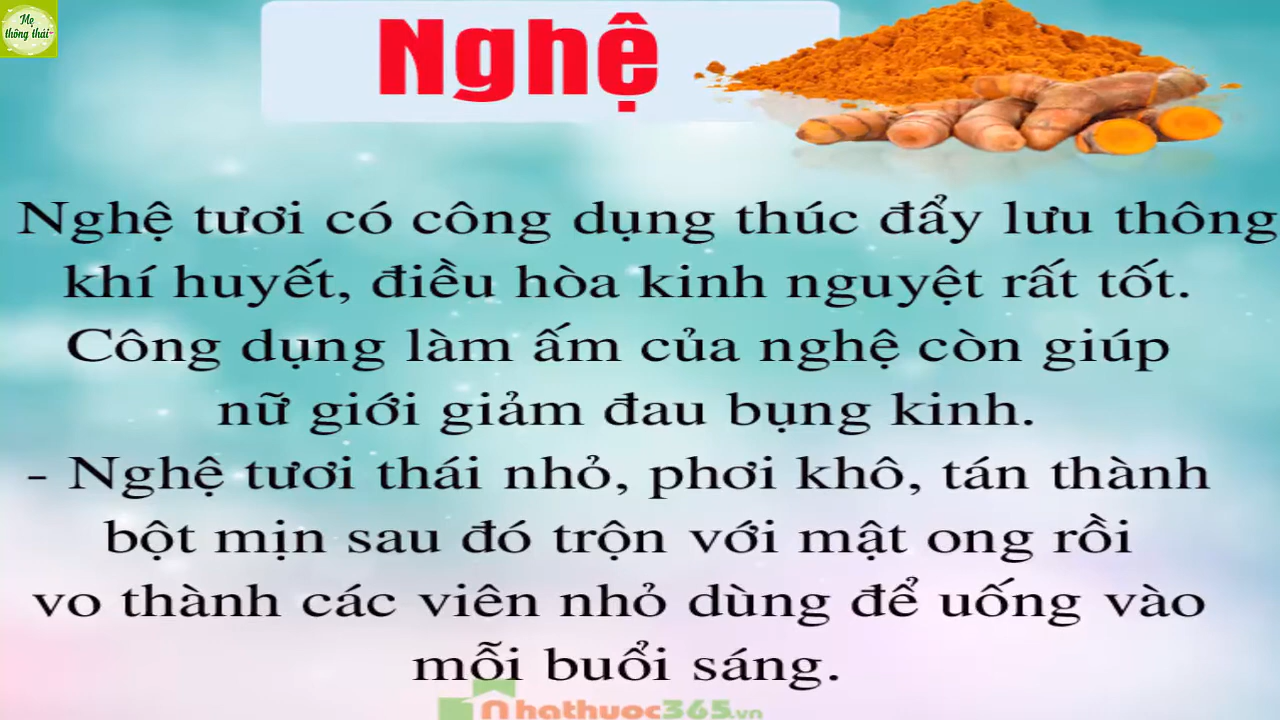 Mẹ
thông thái
Nghệ
Nghệ tươi có công dụng thúc đẩy lưu thông
khí huyết, điều hòa kinh nguyệt rất tốt.
Công dụng làm ấm của nghệ còn giúp
nữ giới giảm đau bụng kinh.
- Nghệ tươi thái nhỏ, phơi khô, tán thành
bột mịn sau đó trộn với mật ong rồi
vo thành các viên nhỏ dùng để uống vào
mỗi buổi sáng.
Nhathuoc365.vn